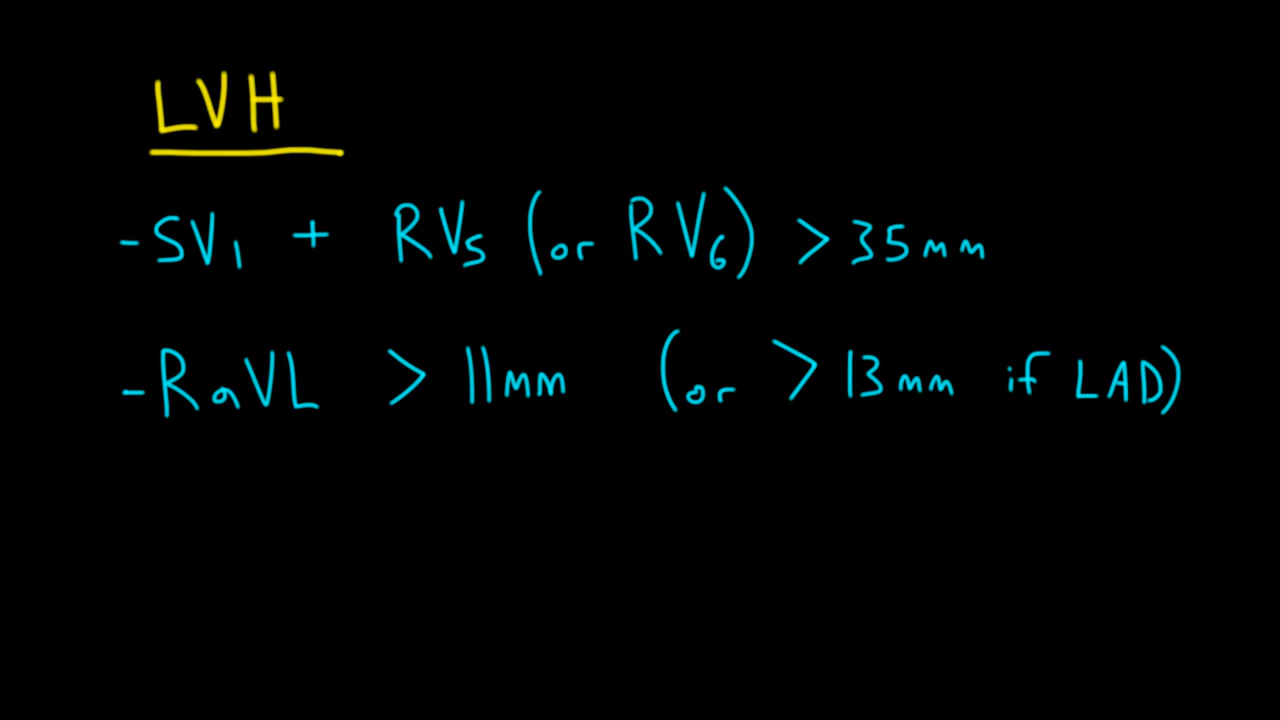 LVH
- SV1 + RV5 (or RV6) > 35mm
- RaVL > 11mm (or > 13mm if LAD)